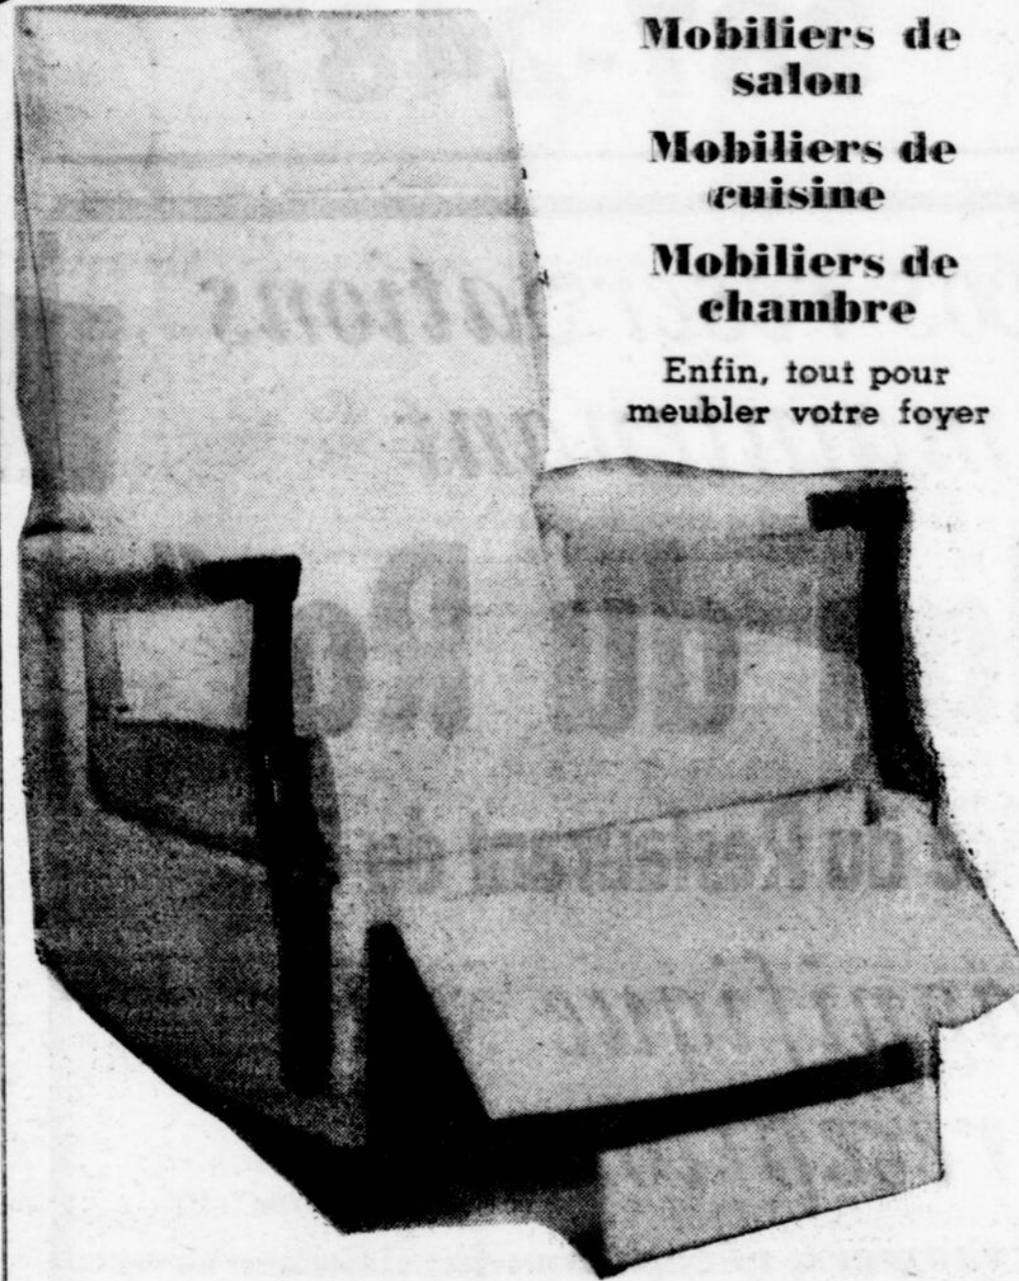 Mobiliers de
salon
Mobiliers de
cuisine
Mobiliers de
chambre
Enfin, tout pour
meubler votre foyer